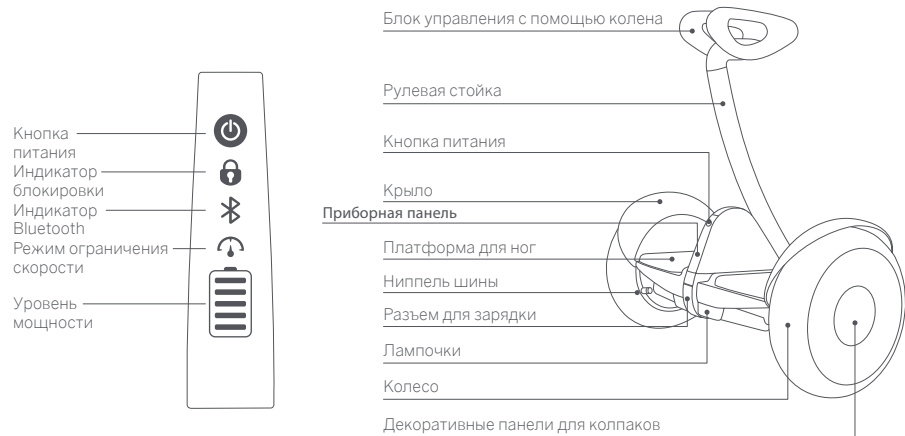 Кнопка
питания
Индикатор
блокировки
Индикатор
Bluetooth
Режим ограничения
скорости
Уровень
мощности
Блок управления с помощью колена
Рулевая стойка
Кнопка питания
Крыло
Приборная панель
Платформа для ног
Ниппель шины
Разъем для зарядки
Лампочки
Колесо
Декоративные панели для колпаков